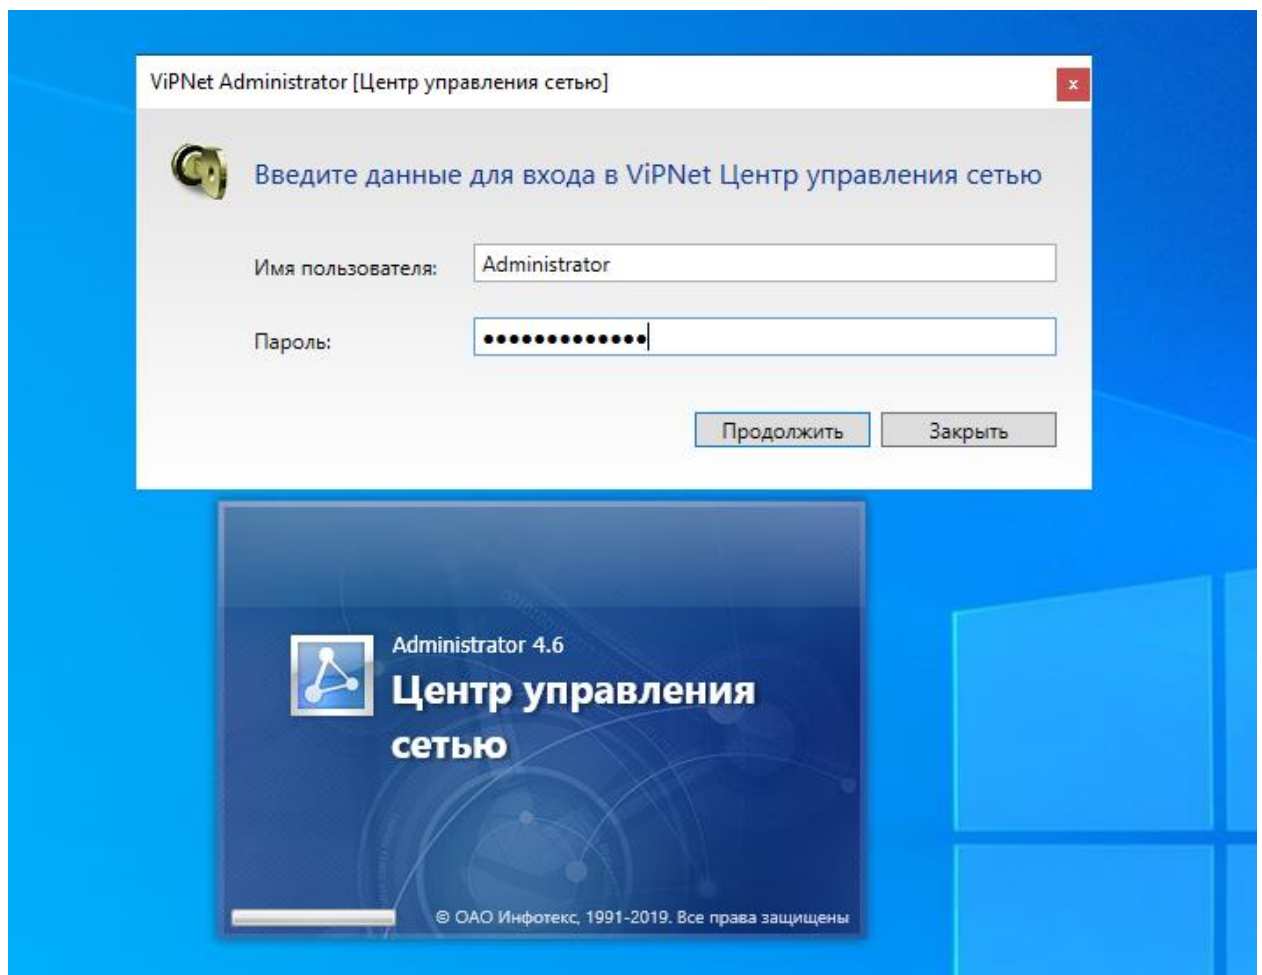 ViPNet Administrator [Центр управления сетью]
x
Введите данные для входа в ViPNet Центр управления сетью
Имя пользователя:
Administrator
Пароль:
•••••••••••••
Продолжить
Закрыть
Administrator 4.6
Центр управления
сетью
© ОАО Инфотекс, 1991-2019. Все права защищены